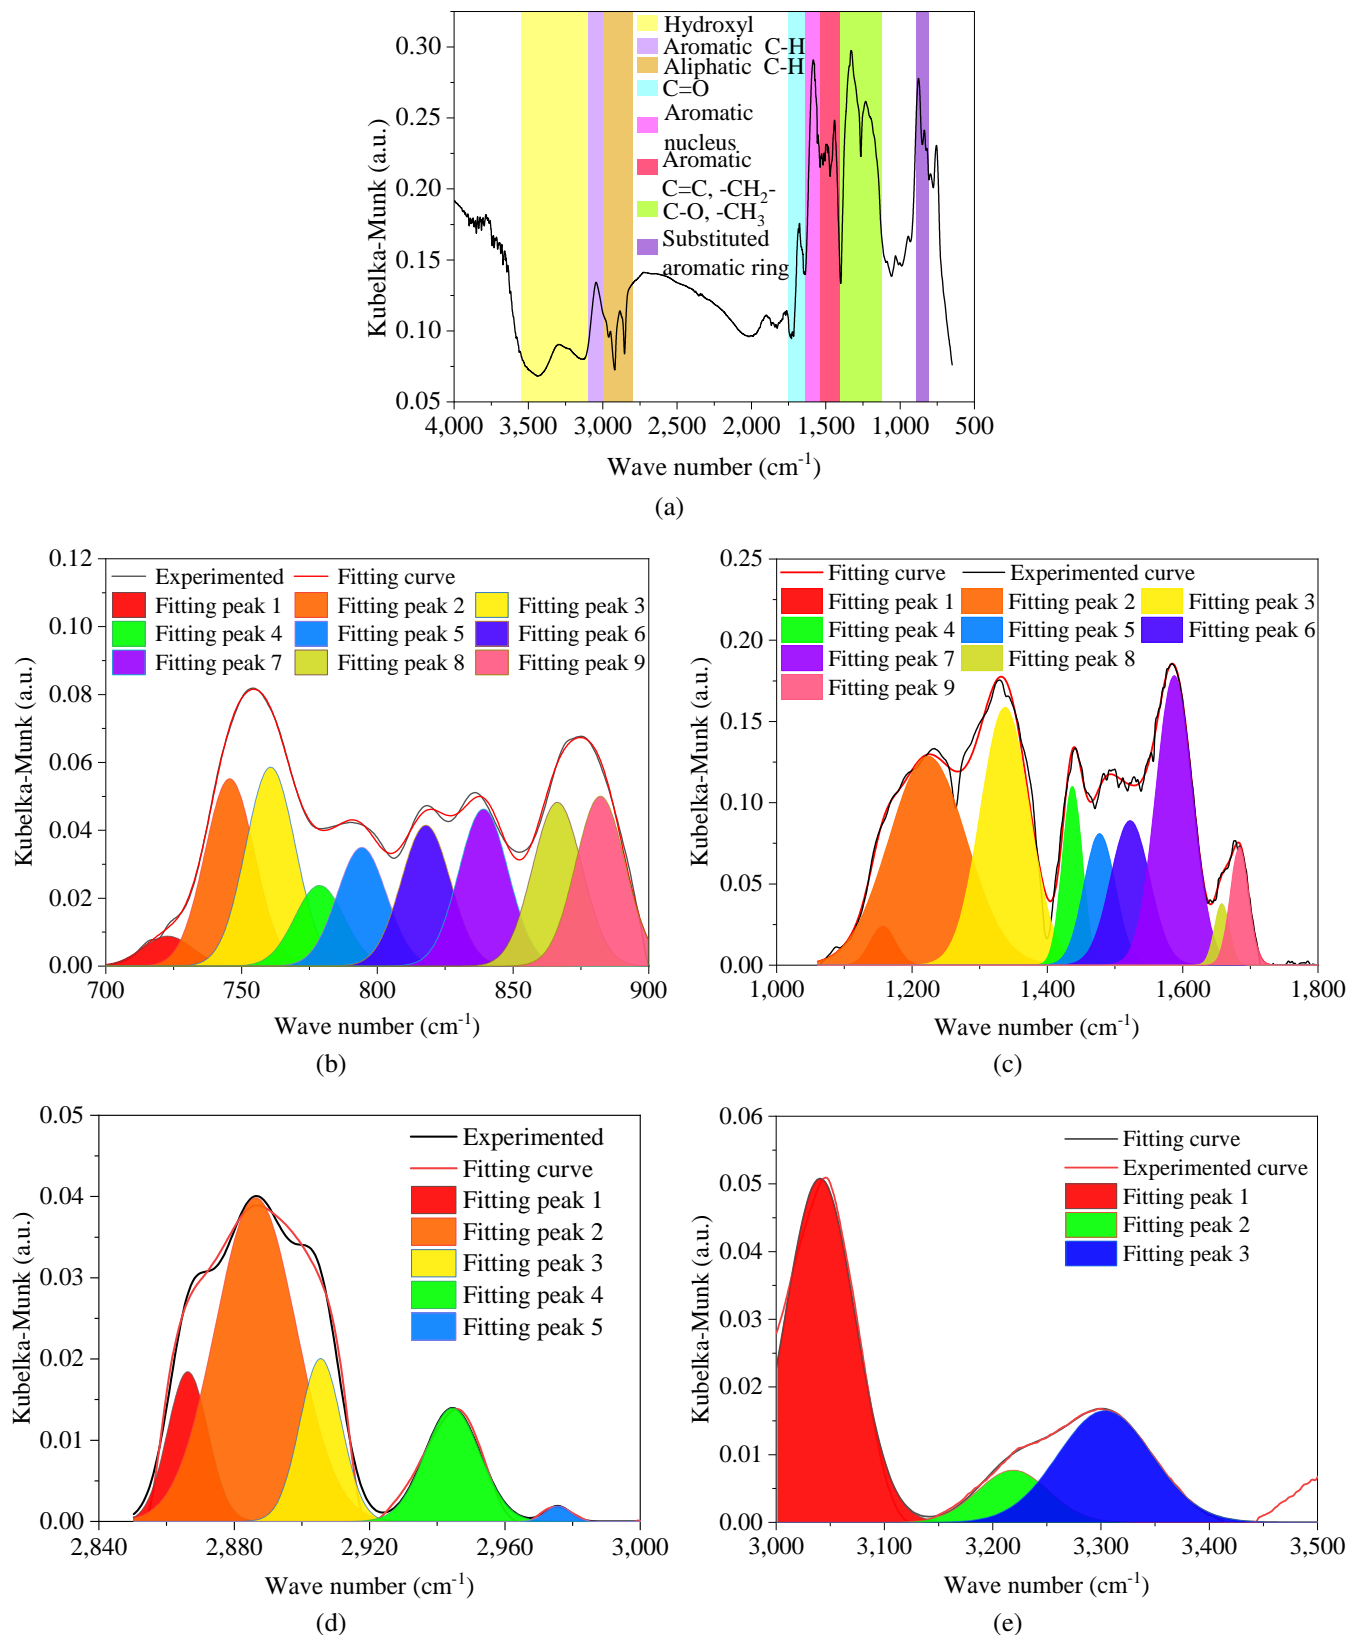 0.30
0.25
0.20
0.15
0.10
0.05
Kubelka-Munk (a.u.)
Hydroxyl
Aromatic C-H
Aliphatic C-H
C=O
Aromatic
nucleus
Aromatic
C=C, -CH2-
C-O, -CH3
Substituted
aromatic ring
4,000 3,500 3,000 2,500 2,000 1,500 1,000 500
Wave number (cm-1)
(a)
0.12
0.10
0.08
0.06
0.04
0.02
0.00
Kubelka-Munk (a.u.)
Experimented Fitting curve
Fitting peak 1 Fitting peak 2 Fitting peak 3
Fitting peak 4 Fitting peak 5 Fitting peak 6
Fitting peak 7 Fitting peak 8 Fitting peak 9
700 750 800 850 900
Wave number (cm-1)
(b)
0.25
0.20
0.15
0.10
0.05
0.00
Kubelka-Munk (a.u.)
Fitting curve Experimented curve
Fitting peak 1 Fitting peak 2 Fitting peak 3
Fitting peak 4 Fitting peak 5 Fitting peak 6
Fitting peak 7 Fitting peak 8
Fitting peak 9
1,000 1,200 1,400 1,600 1,800
Wave number (cm-1)
(c)
0.05
0.04
0.03
0.02
0.01
0.00
Kubelka-Munk (a.u.)
Experimented
Fitting curve
Fitting peak 1
Fitting peak 2
Fitting peak 3
Fitting peak 4
Fitting peak 5
2,840 2,880 2,920 2,960 3,000
Wave number (cm-1)
(d)
0.06
0.05
0.04
0.03
0.02
0.01
0.00
Kubelka-Munk (a.u.)
Fitting curve
Experimented curve
Fitting peak 1
Fitting peak 2
Fitting peak 3
3,000 3,100 3,200 3,300 3,400 3,500
Wave number (cm-1)
(e)